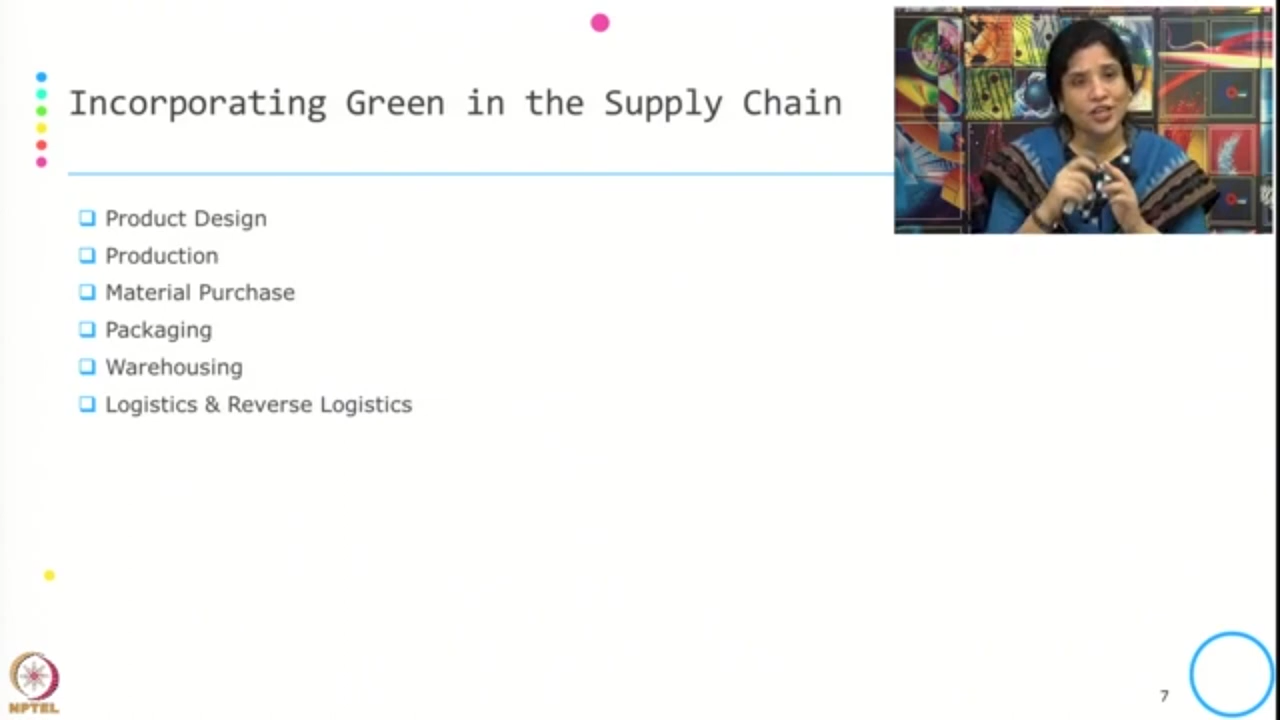 Incorporating Green in the Supply Chain
Product Design
Production
Material Purchase
Packaging
Warehousing
Logistics & Reverse Logistics
NPTEL
7